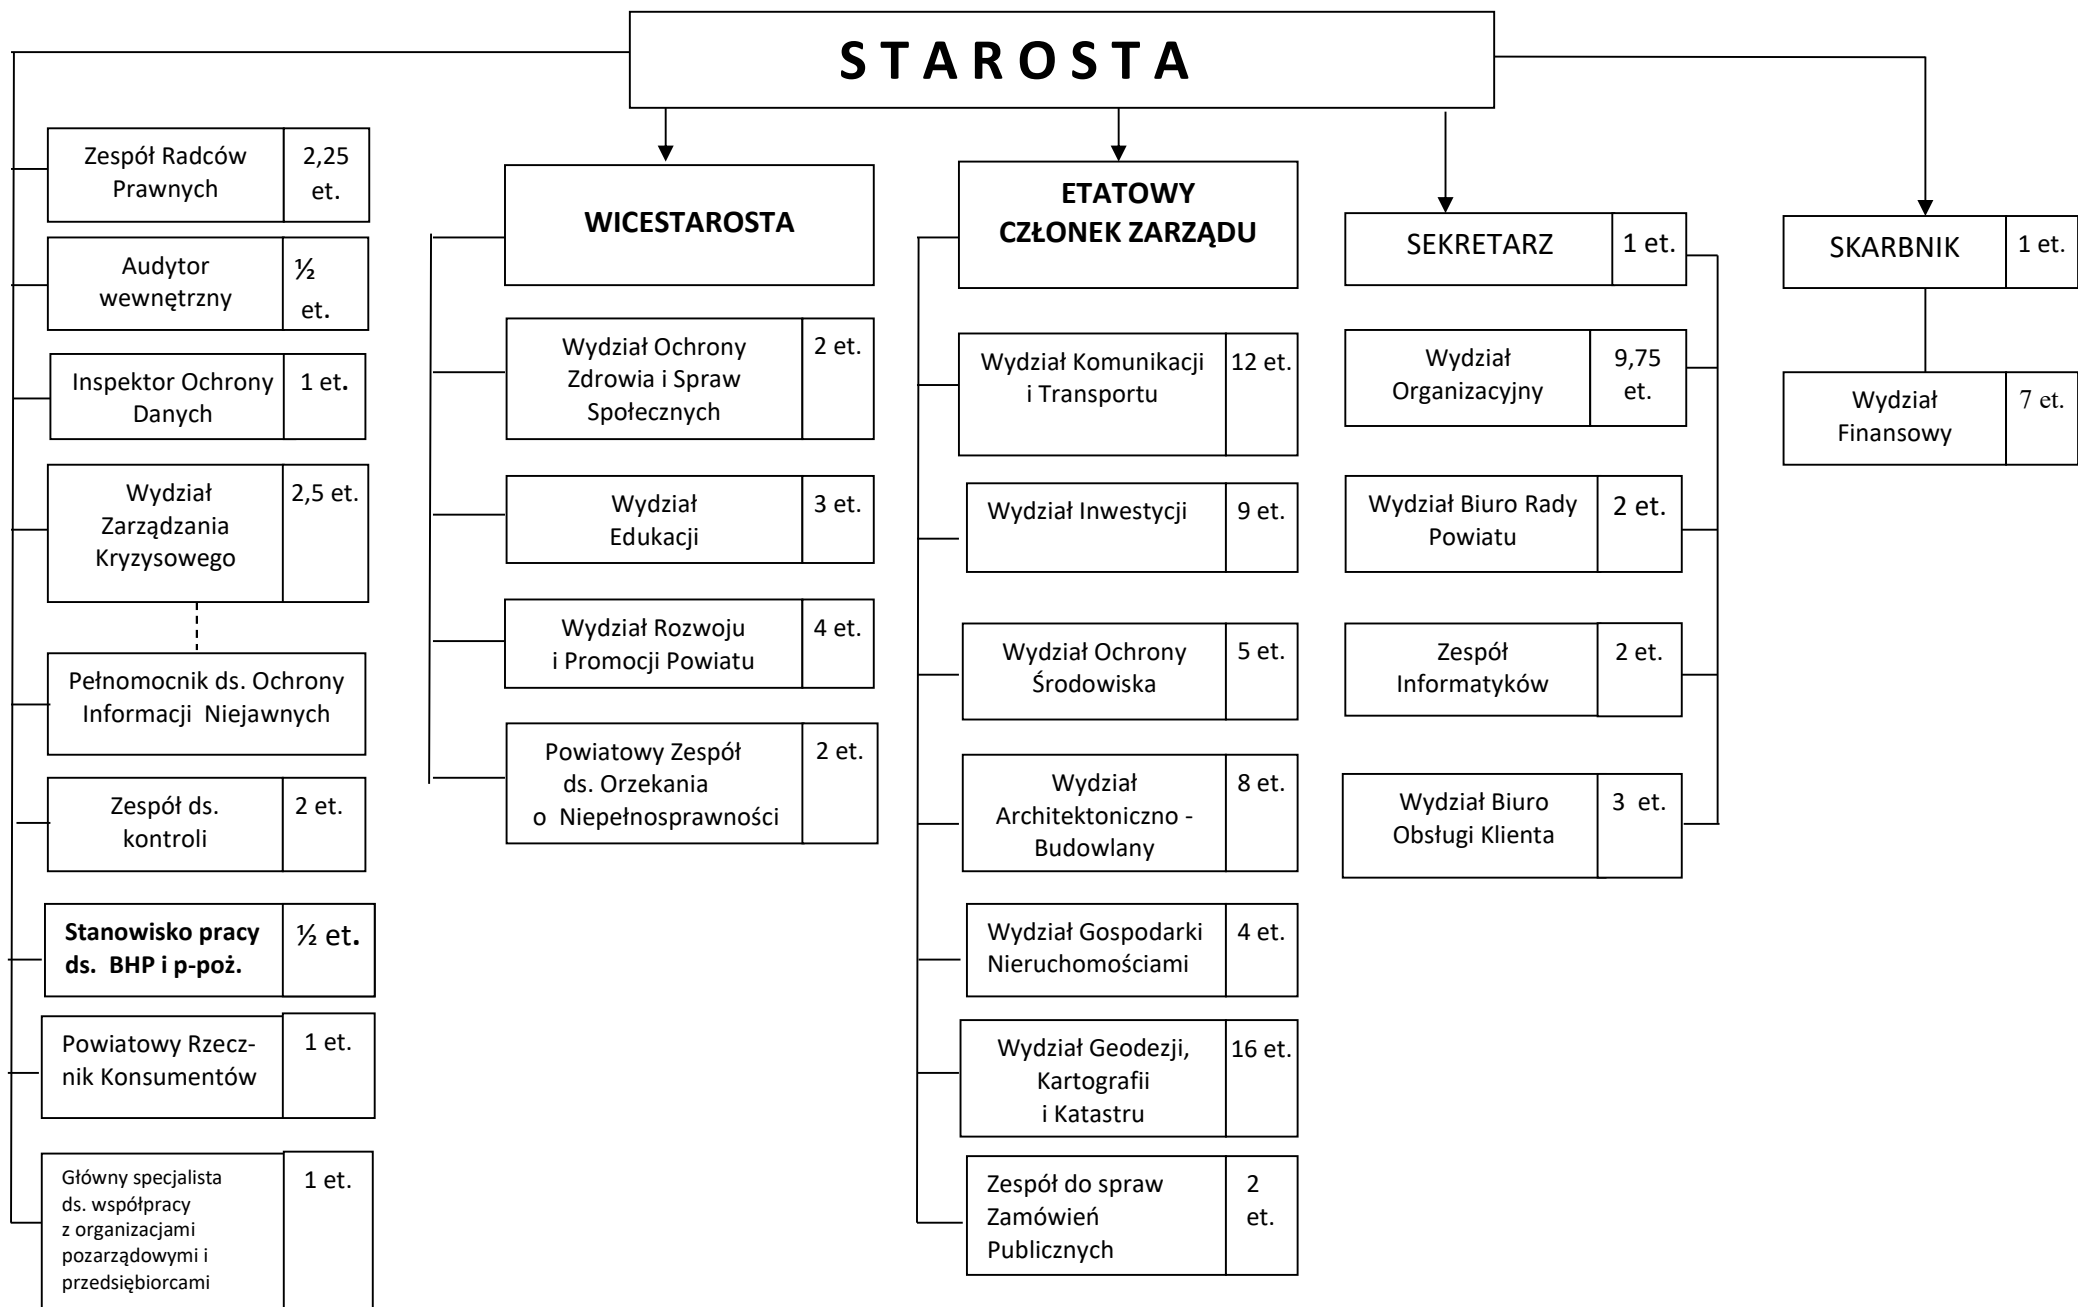 S T A R O S T A
Zespół Radców
Prawnych
2,25
et.
Audytor
wewnętrzny
½
et.
Inspektor Ochrony
Danych
1 et.
Wydział
Zarządzania
Kryzysowego
2,5 et.
Pełnomocnik ds. Ochrony
Informacji Niejawnych
Zespół ds.
kontroli
2 et.
Stanowisko pracy
ds. BHP i p-poż.
½ et.
Powiatowy Rzecz-
nik Konsumentów
1 et.
Główny specjalista
ds. współpracy
z organizacjami
pozarządowymi i
przedsiębiorcami
1 et.
WICESTAROSTA
Wydział Ochrony
Zdrowia i Spraw
Społecznych
2 et.
Wydział
Edukacji
3 et.
Wydział Rozwoju
i Promocji Powiatu
4 et.
Powiatowy Zespół
ds. Orzekania
o Niepełnosprawności
2 et.
ETATOWY
CZŁONEK ZARZĄDU
Wydział Komunikacji
i Transportu
12 et.
Wydział Inwestycji
9 et.
Wydział Ochrony
Środowiska
5 et.
Wydział
Architektoniczno -
Budowlany
8 et.
Wydział Gospodarki
Nieruchomościami
4 et.
Wydział Geodezji,
Kartografii
i Katastru
16 et.
Zespół do spraw
Zamówień
Publicznych
2
et.
SEKRETARZ
1 et.
Wydział
Organizacyjny
9,75
et.
Wydział Biuro Rady
Powiatu
2 et.
Zespół
Informatyków
2 et.
Wydział Biuro
Obsługi Klienta
3 et.
SKARBNIK
1 et.
Wydział
Finansowy
7 et.